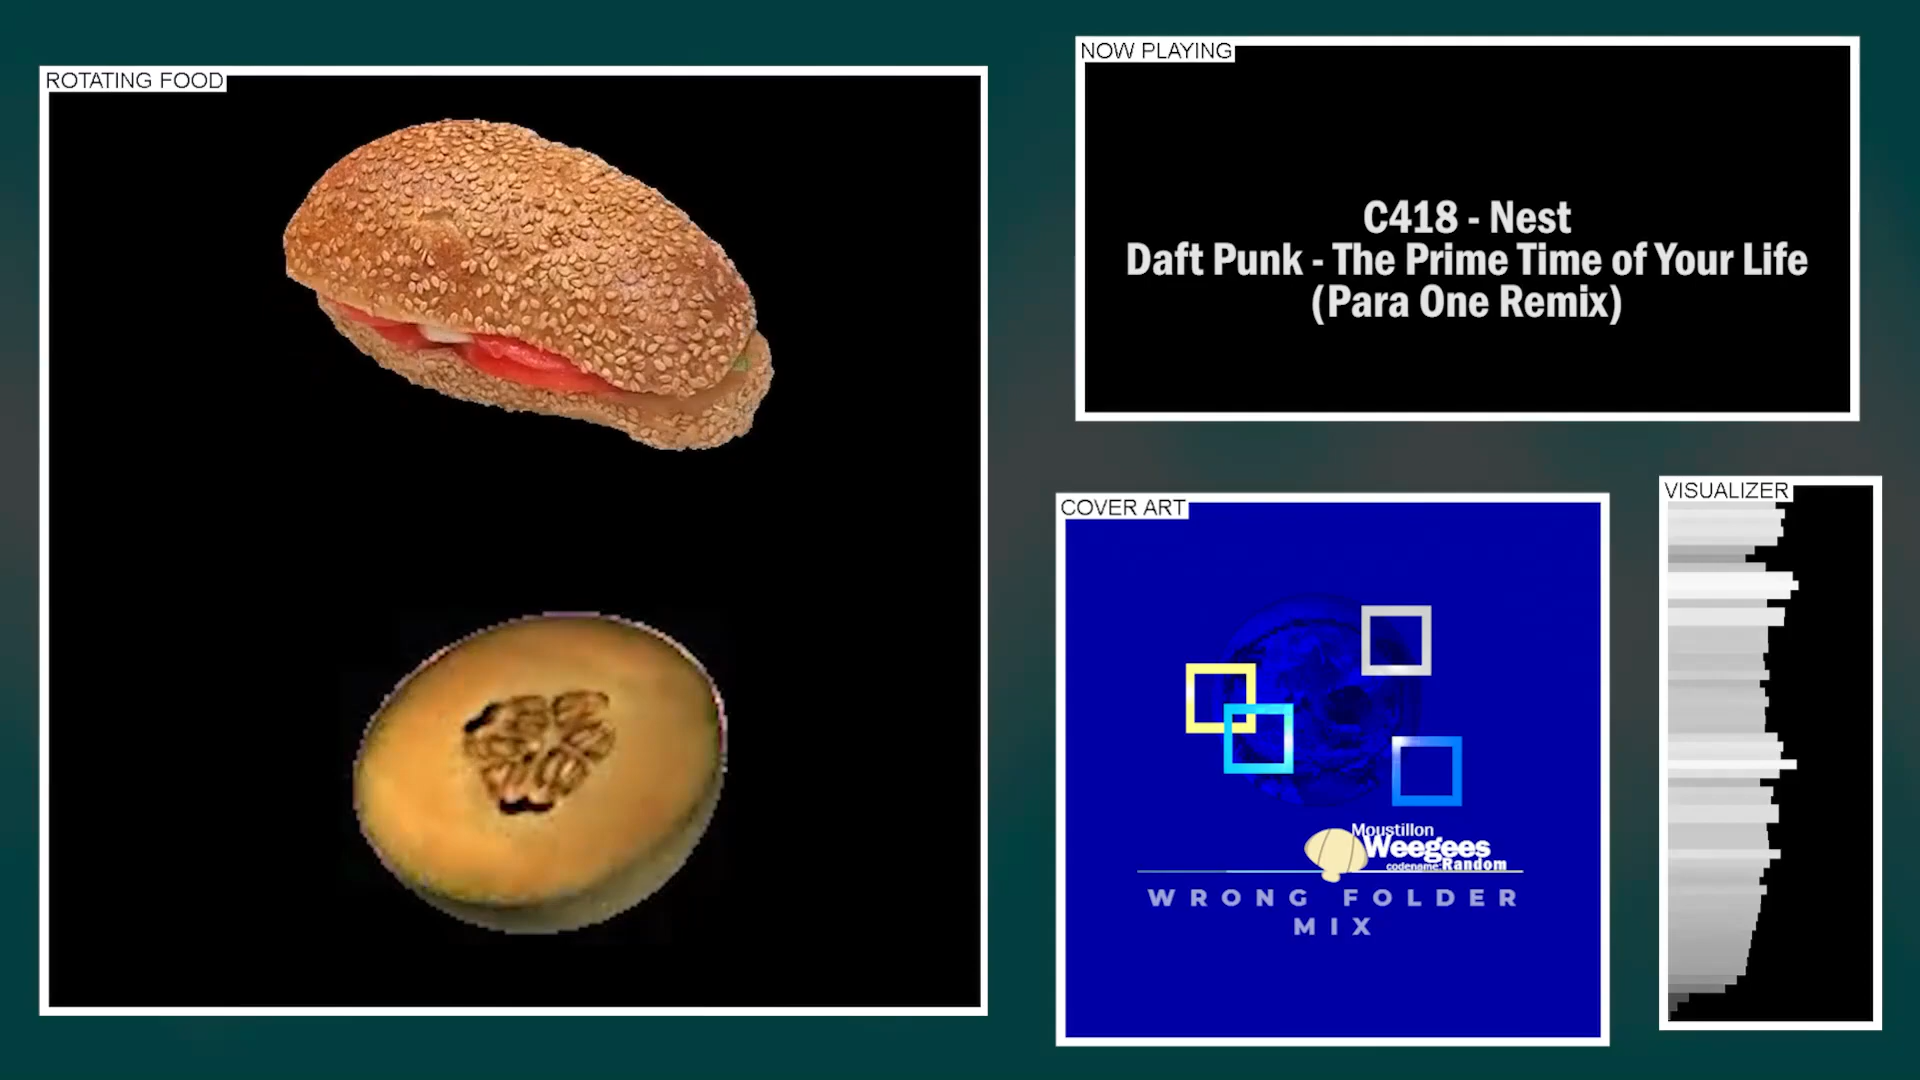 ROTATING FOOD
NOW PLAYING
C418 - Nest
Daft Punk - The Prime Time of Your Life
(Para One Remix)
COVER ART
Moustillon
Weegees
codename:Random
WRONG FOLDER
MIX
VISUALIZER